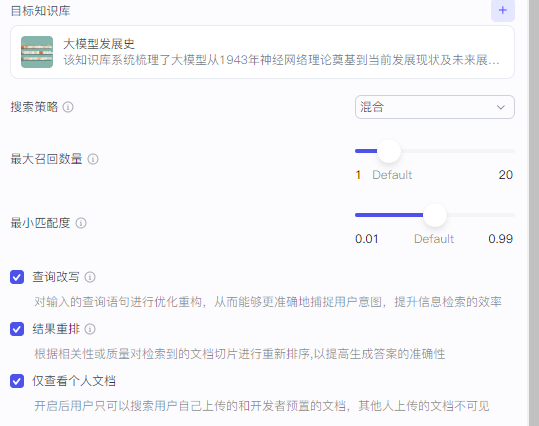 目标知识库
+
大模型发展史
该知识库系统梳理了大模型从1943年神经网络理论奠基到当前发展现状及未来展...
搜索策略
混合
最大召回数量
1 Default 20
最小匹配度
0.01 Default 0.99
查询改写
对输入的查询语句进行优化重构，从而能够更准确地捕捉用户意图，提升信息检索的效率
结果重排
根据相关性或质量对检索到的文档切片进行重新排序,以提高生成答案的准确性
仅查看个人文档
开启后用户只可以搜索用户自己上传的和开发者预置的文档，其他人上传的文档不可见